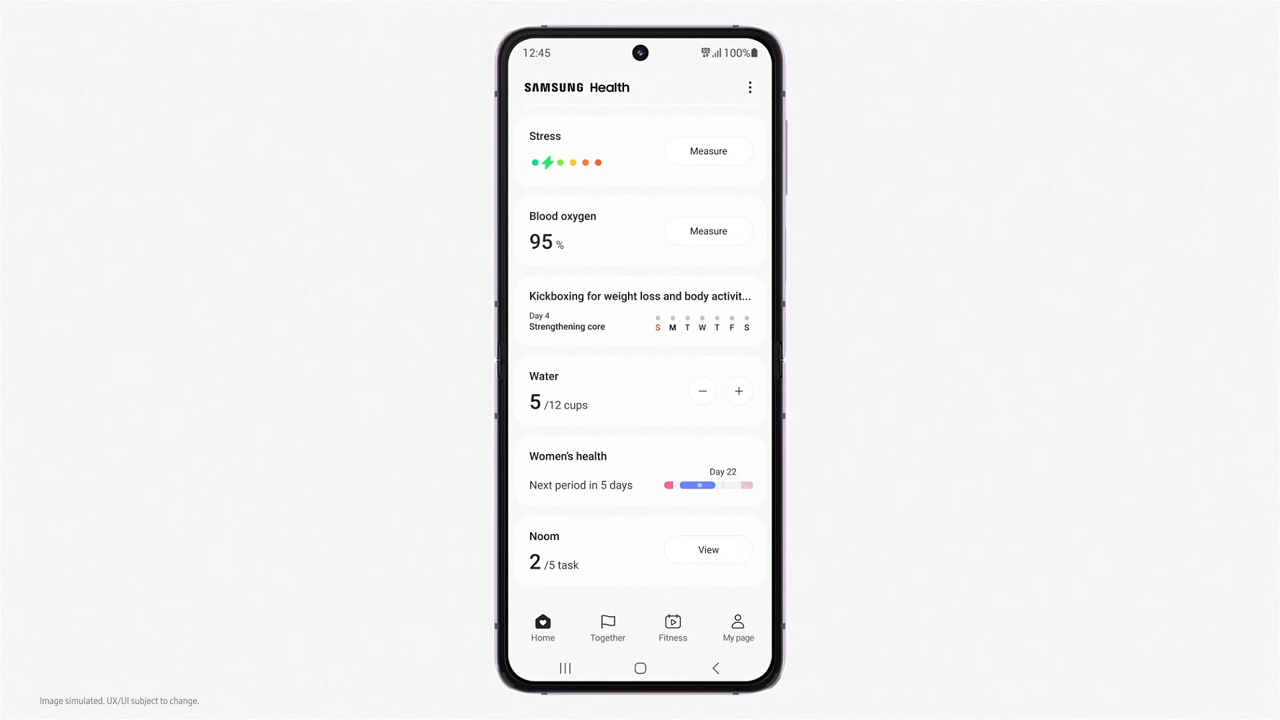 12:45
100%
SAMSUNG Health
Stress
Measure
Blood oxygen
95 %
Measure
Kickboxing for weight loss and body activit...
Day 4
Strengthening core
S M T W T F S
Water
5 /12 cups
− +
Women's health
Day 22
Next period in 5 days
Noom
2 /5 task
View
Home Together Fitness My page
Image simulated. UX/UI subject to change.